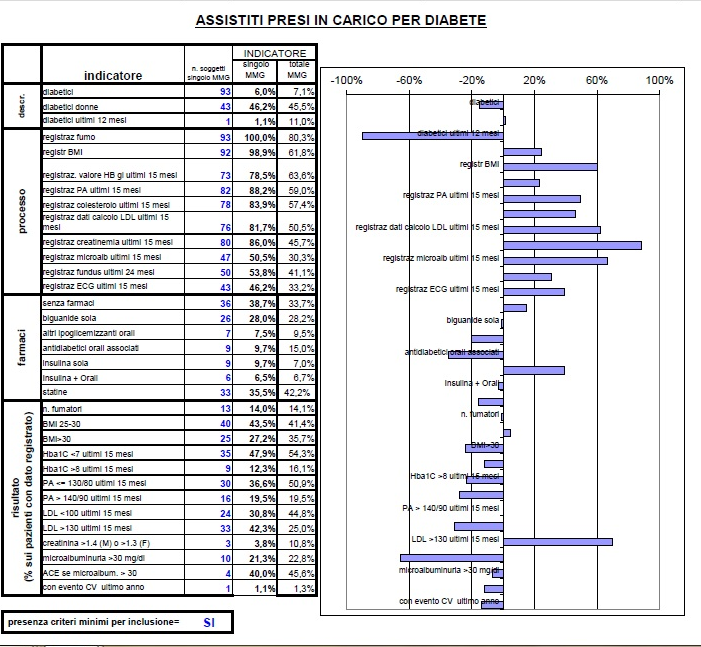 ASSISTITI PRESI IN CARICO PER DIABETE
indicatore
n. soggetti
singolo MMG
INDICATORE
singolo
MMG
totale
MMG
descr.
diabetici 93 6,0% 7,1%
diabetici donne 43 46,2% 45,5%
diabetici ultimi 12 mesi 1 1,1% 11,0%
processo
registraz fumo 93 100,0% 80,3%
registr BMI 92 98,9% 61,8%
registraz. valore HB gl ultimi 15 mesi 73 78,5% 63,6%
registraz PA ultimi 15 mesi 82 88,2% 59,0%
registraz colesterolo ultimi 15 mesi 78 83,9% 57,4%
registraz dati calcolo LDL ultimi 15
mesi 76 81,7% 50,5%
registraz creatinemia ultimi 15 mesi 80 86,0% 45,7%
registraz microalb ultimi 15 mesi 47 50,5% 30,3%
registraz fundus ultimi 24 mesi 50 53,8% 41,1%
registraz ECG ultimi 15 mesi 43 46,2% 33,2%
farmaci
senza farmaci 36 38,7% 33,7%
biguanide sola 26 28,0% 28,2%
altri ipoglicemizzanti orali 7 7,5% 9,5%
antidiabetici orali associati 9 9,7% 15,0%
insulina sola 9 9,7% 7,0%
Insulina + Orali 6 6,5% 6,7%
statine 33 35,5% 42,2%
risultato
(% sui pazienti con dato registrato)
n. fumatori 13 14,0% 14,1%
BMI 25-30 40 43,5% 41,4%
BMI>30 25 27,2% 35,7%
Hba1C <7 ultimi 15 mesi 35 47,9% 54,3%
Hba1C >8 ultimi 15 mesi 9 12,3% 16,1%
PA <= 130/80 ultimi 15 mesi 30 36,6% 50,9%
PA > 140/90 ultimi 15 mesi 16 19,5% 19,5%
LDL <100 ultimi 15 mesi 24 30,8% 44,8%
LDL >130 ultimi 15 mesi 33 42,3% 25,0%
creatinina >1.4 (M) o >1.3 (F) 3 3,8% 10,8%
microalbuminuria >30 mg/dl 10 21,3% 22,8%
ACE se microalbum. > 30 4 40,0% 45,6%
con evento CV ultimo anno 1 1,1% 1,3%
presenza criteri minimi per inclusione= SI
-100% -60% -20% 20% 60% 100%
diabetici
diabetici ultimi 12 mesi
registr BMI
registraz PA ultimi 15 mesi
registraz dati calcolo LDL ultimi 15 mesi
registraz microalb ultimi 15 mesi
registraz ECG ultimi 15 mesi
biguanide sola
antidiabetici orali associati
Insulina + Orali
n. fumatori
BMI>30
Hba1C >8 ultimi 15 mesi
PA > 140/90 ultimi 15 mesi
LDL >130 ultimi 15 mesi
microalbuminuria >30 mg/dl
con evento CV ultimo anno